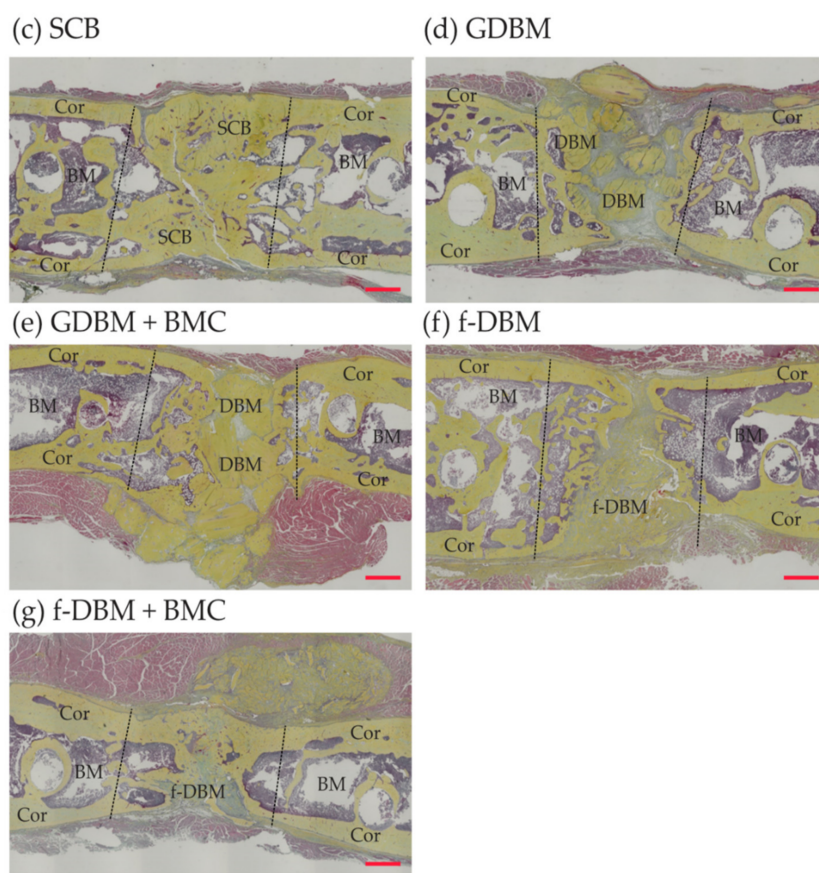 (c) SCB
(d) GDBM
Cor
SCB
Cor
BM
BM
SCB
Cor
Cor
Cor
DBM
Cor
BM
DBM
BM
Cor
Cor
(e) GDBM + BMC
(f) f-DBM
Cor
DBM
Cor
BM
BM
DBM
Cor
Cor
Cor
Cor
BM
BM
f-DBM
Cor
Cor
(g) f-DBM + BMC
Cor
Cor
BM
f-DBM
BM
Cor
Cor